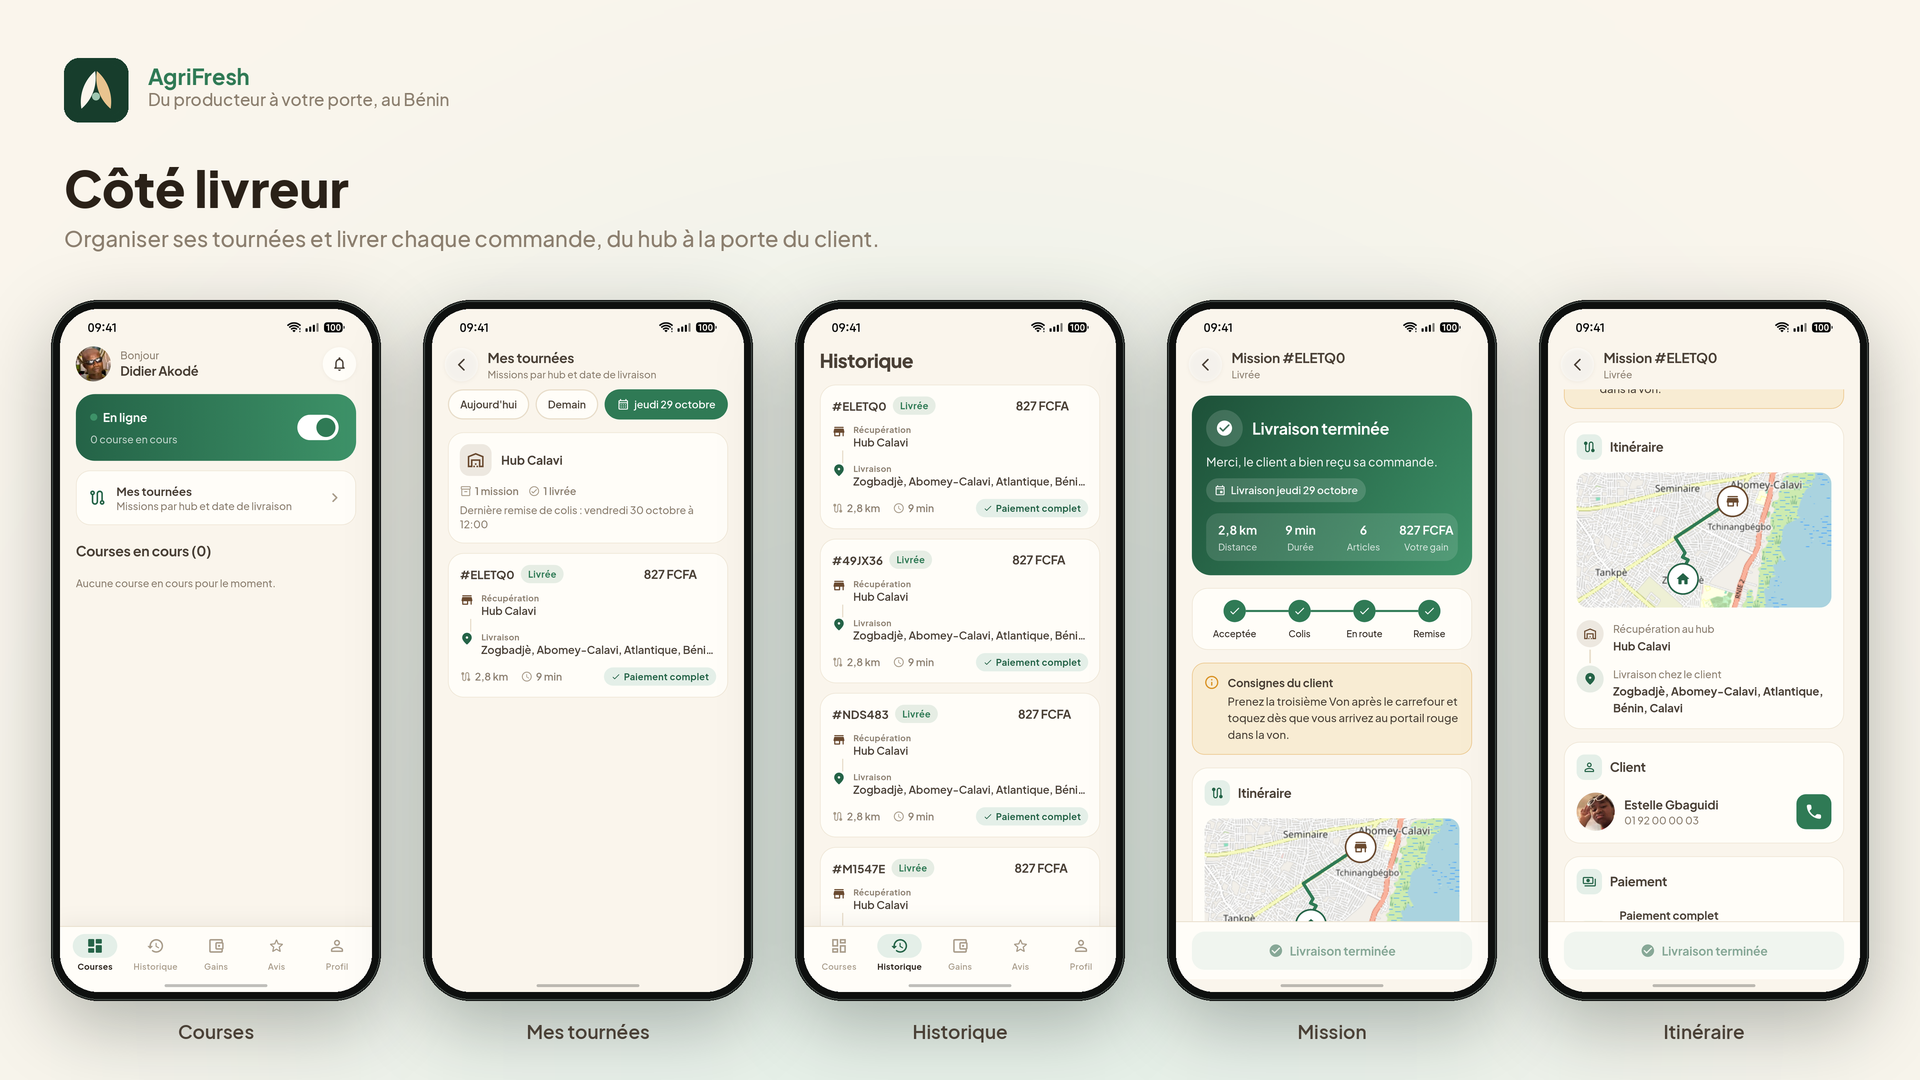 AgriFresh
Du producteur à votre porte, au Bénin
Côté livreur
Organiser ses tournées et livrer chaque commande, du hub à la porte du client.
09:41
100
Bonjour
Didier Akodé
En ligne
0 course en cours
Mes tournées
Missions par hub et date de livraison
Courses en cours (0)
Aucune course en cours pour le moment.
Courses
Historique
Gains
Avis
Profil
Courses
09:41
100
Mes tournées
Missions par hub et date de livraison
Aujourd'hui
Demain
jeudi 29 octobre
Hub Calavi
1 mission
1 livrée
Dernière remise de colis : vendredi 30 octobre à
12:00
#ELETQ0
Livrée
827 FCFA
Récupération
Hub Calavi
Livraison
Zogbadjè, Abomey-Calavi, Atlantique, Béni...
2,8 km
9 min
Paiement complet
Mes tournées
09:41
100
Historique
#ELETQ0
Livrée
827 FCFA
Récupération
Hub Calavi
Livraison
Zogbadjè, Abomey-Calavi, Atlantique, Béni...
2,8 km
9 min
Paiement complet
#49JX36
Livrée
827 FCFA
Récupération
Hub Calavi
Livraison
Zogbadjè, Abomey-Calavi, Atlantique, Béni...
2,8 km
9 min
Paiement complet
#NDS483
Livrée
827 FCFA
Récupération
Hub Calavi
Livraison
Zogbadjè, Abomey-Calavi, Atlantique, Béni...
2,8 km
9 min
Paiement complet
#M1547E
Livrée
827 FCFA
Récupération
Hub Calavi
Courses
Historique
Gains
Avis
Profil
Historique
09:41
100
Mission #ELETQ0
Livrée
Livraison terminée
Merci, le client a bien reçu sa commande.
Livraison jeudi 29 octobre
2,8 km
9 min
6
827 FCFA
Distance
Durée
Articles
Votre gain
Acceptée
Colis
En route
Remise
Consignes du client
Prenez la troisième Von après le carrefour et
toquez dès que vous arrivez au portail rouge
dans la von.
Itinéraire
Seminaire
Abomey-Calavi
Tchinangbégbo
Tankpè
Livraison terminée
Mission
09:41
100
Mission #ELETQ0
Livrée
dans la von.
Itinéraire
Seminaire
Abomey-Calavi
Tchinangbégbo
Tankpè
RNIE 2
Récupération au hub
Hub Calavi
Livraison chez le client
Zogbadjè, Abomey-Calavi, Atlantique,
Bénin, Calavi
Client
Estelle Gbaguidi
01 92 00 00 03
Paiement
Paiement complet
Livraison terminée
Itinéraire